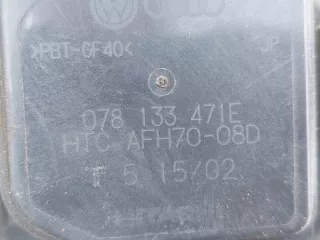 >PBT-GF40<
JP
078 133 471E
HTC AFH70-08D
T 5 15/02